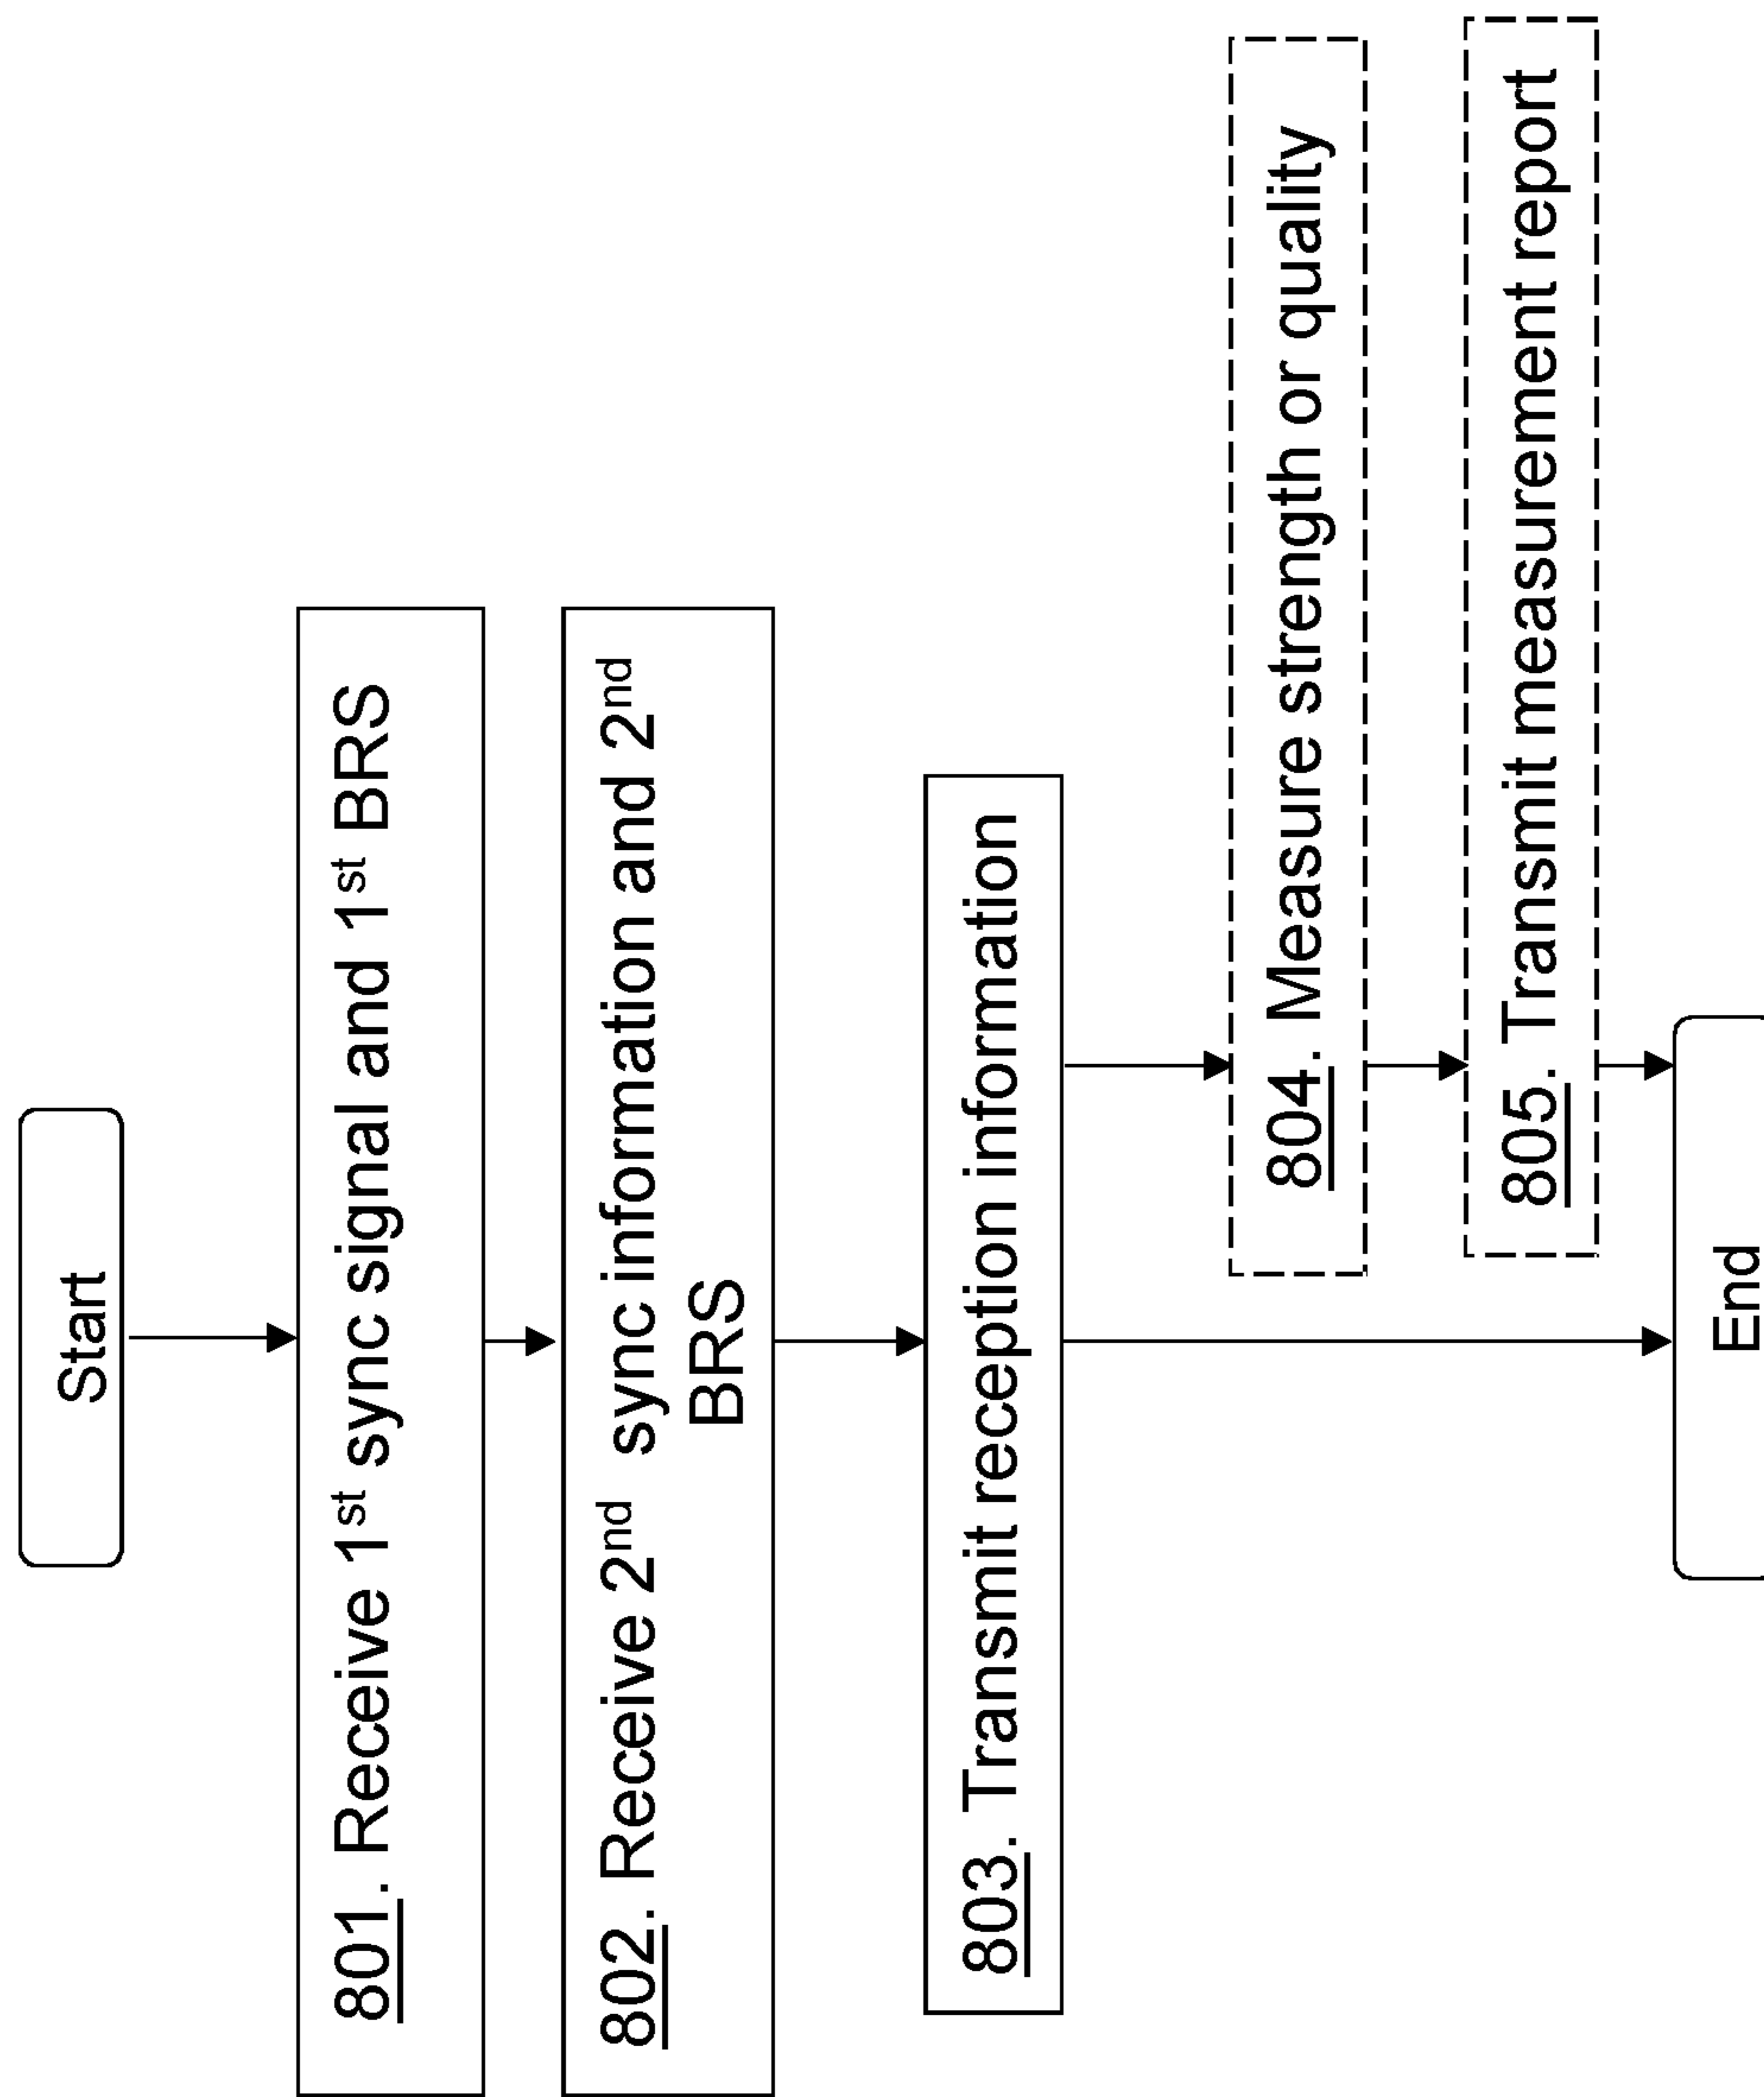 Start
801. Receive 1st sync signal and 1st BRS
802. Receive 2nd sync information and 2nd
BRS
803. Transmit reception information
804. Measure strength or quality
805. Transmit measurement report
End